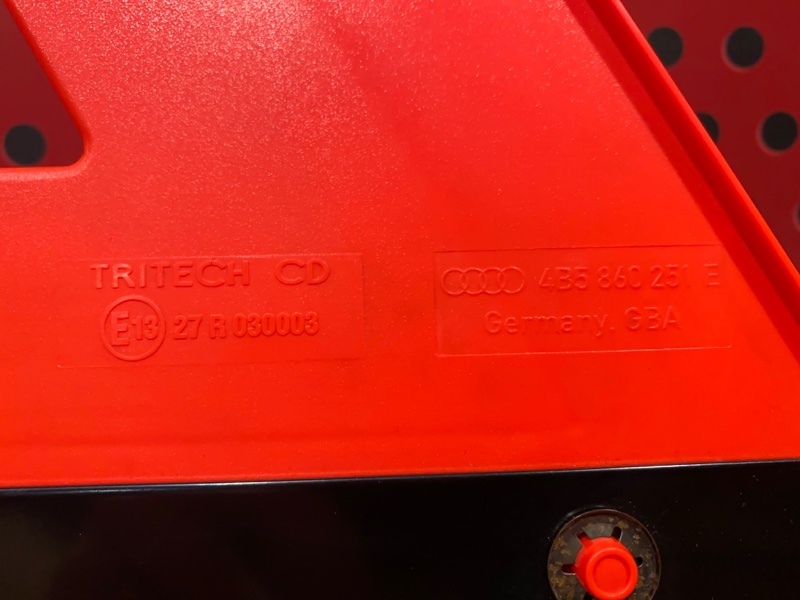 TRITECH CD
E13 27 R 030003
4B5 860 251 E
Germany. GBA